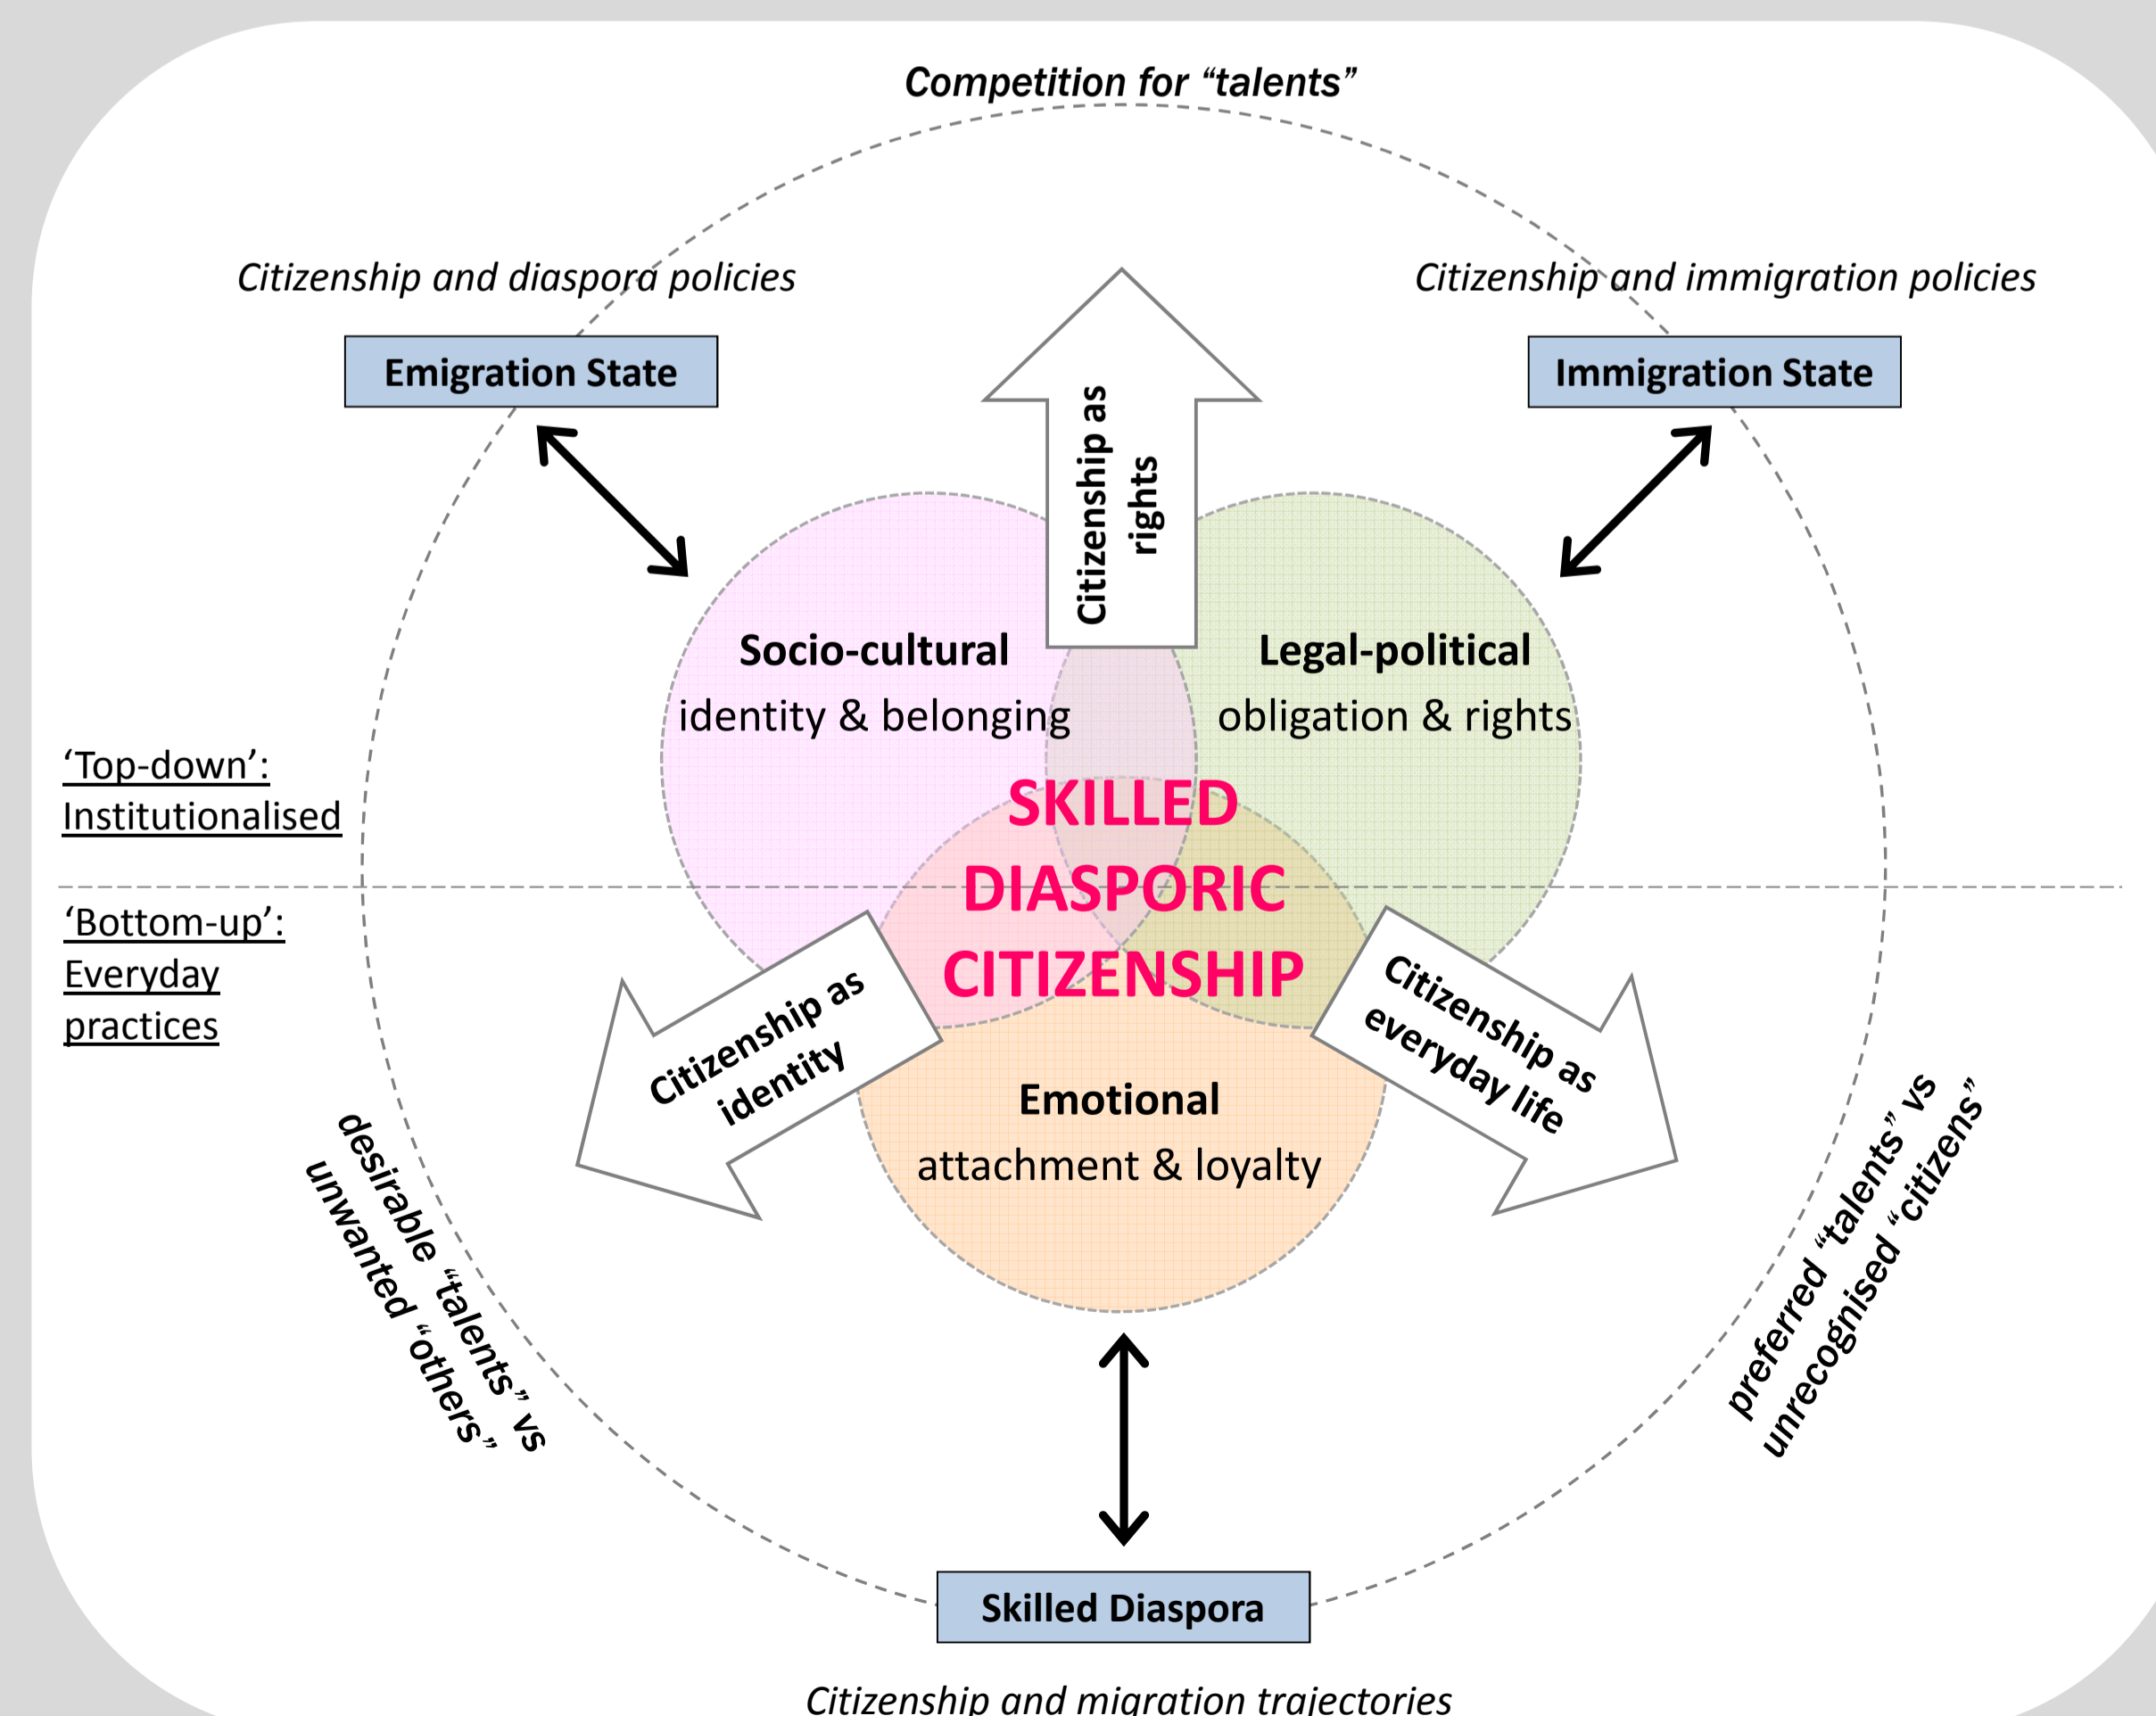 Competition for “talents”
Citizenship and diaspora policies
Citizenship and immigration policies
Emigration State
Immigration State
Citizenship as
rights
Socio-cultural
identity & belonging
Legal-political
obligation & rights
‘Top-down’:
Institutionalised
SKILLED
DIASPORIC
CITIZENSHIP
‘Bottom-up’:
Everyday
practices
Citizenship as
identity
Citizenship as
everyday life
Emotional
attachment & loyalty
desirable “talents” vs
unwanted “others”
preferred “talents” vs
unrecognised “citizens”
Skilled Diaspora
Citizenship and migration trajectories